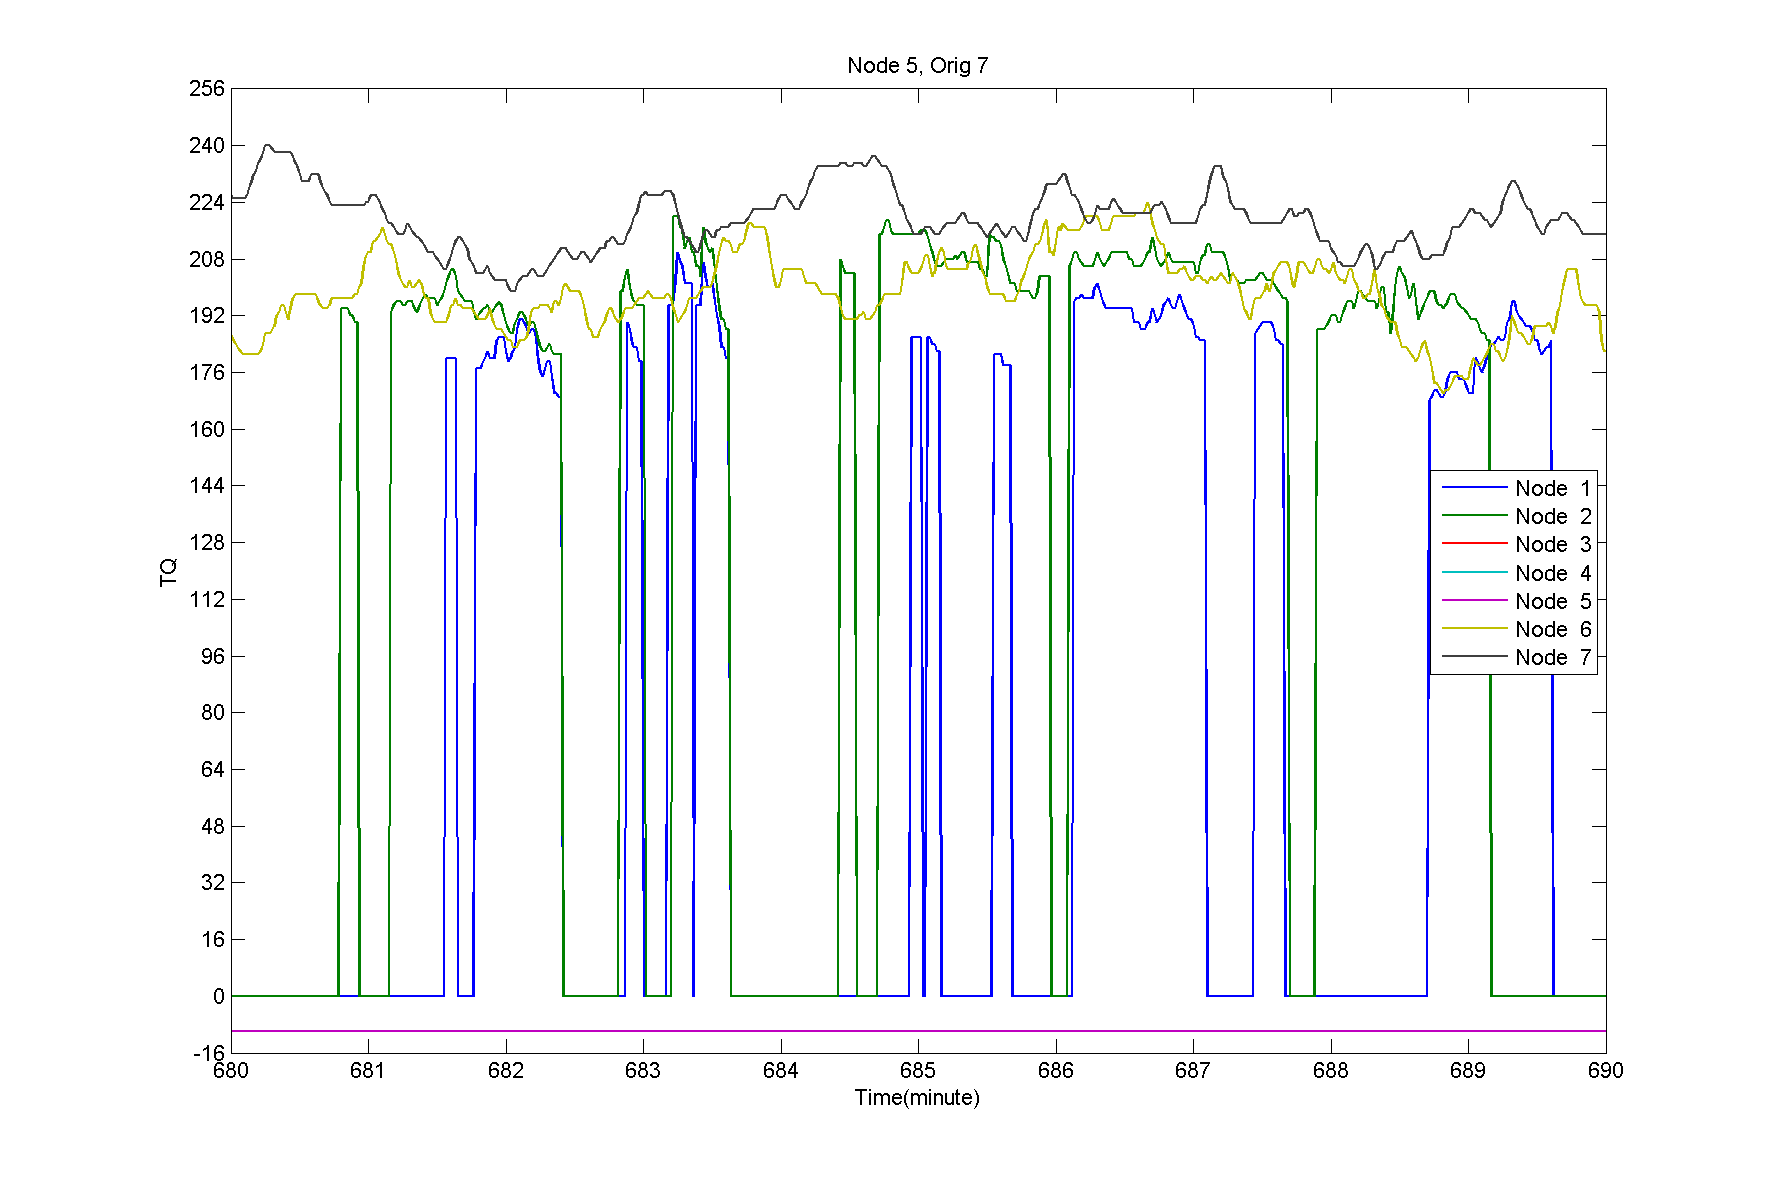 Node 5, Orig 7
256
240
224
208
192
176
160
144
128
112
96
80
64
48
32
16
0
-16
TQ
Node 1
Node 2
Node 3
Node 4
Node 5
Node 6
Node 7
680 681 682 683 684 685 686 687 688 689 690
Time(minute)